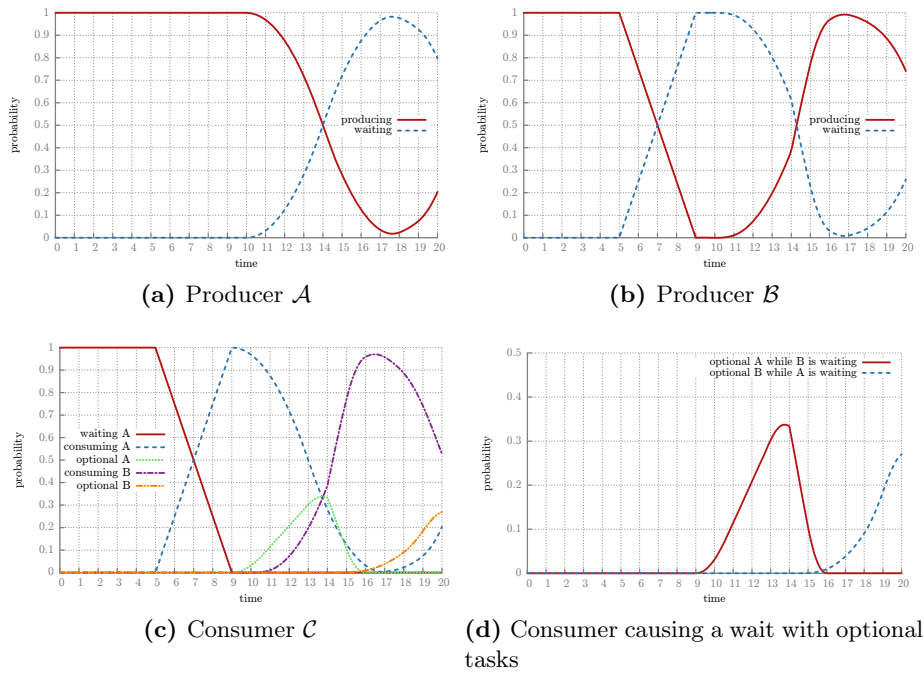 1
0.9
0.8
0.7
0.6
0.5
0.4
0.3
0.2
0.1
0
probability
producing
waiting
0 1 2 3 4 5 6 7 8 9 10 11 12 13 14 15 16 17 18 19 20
time
(a) Producer A
1
0.9
0.8
0.7
0.6
0.5
0.4
0.3
0.2
0.1
0
probability
producing
waiting
0 1 2 3 4 5 6 7 8 9 10 11 12 13 14 15 16 17 18 19 20
time
(b) Producer B
1
0.9
0.8
0.7
0.6
0.5
0.4
0.3
0.2
0.1
0
probability
waiting A
consuming A
optional A
consuming B
optional B
0 1 2 3 4 5 6 7 8 9 10 11 12 13 14 15 16 17 18 19 20
time
(c) Consumer C
0.5
0.4
0.3
0.2
0.1
0
probability
optional A while B is waiting
optional B while A is waiting
0 1 2 3 4 5 6 7 8 9 10 11 12 13 14 15 16 17 18 19 20
time
(d) Consumer causing a wait with optional
tasks